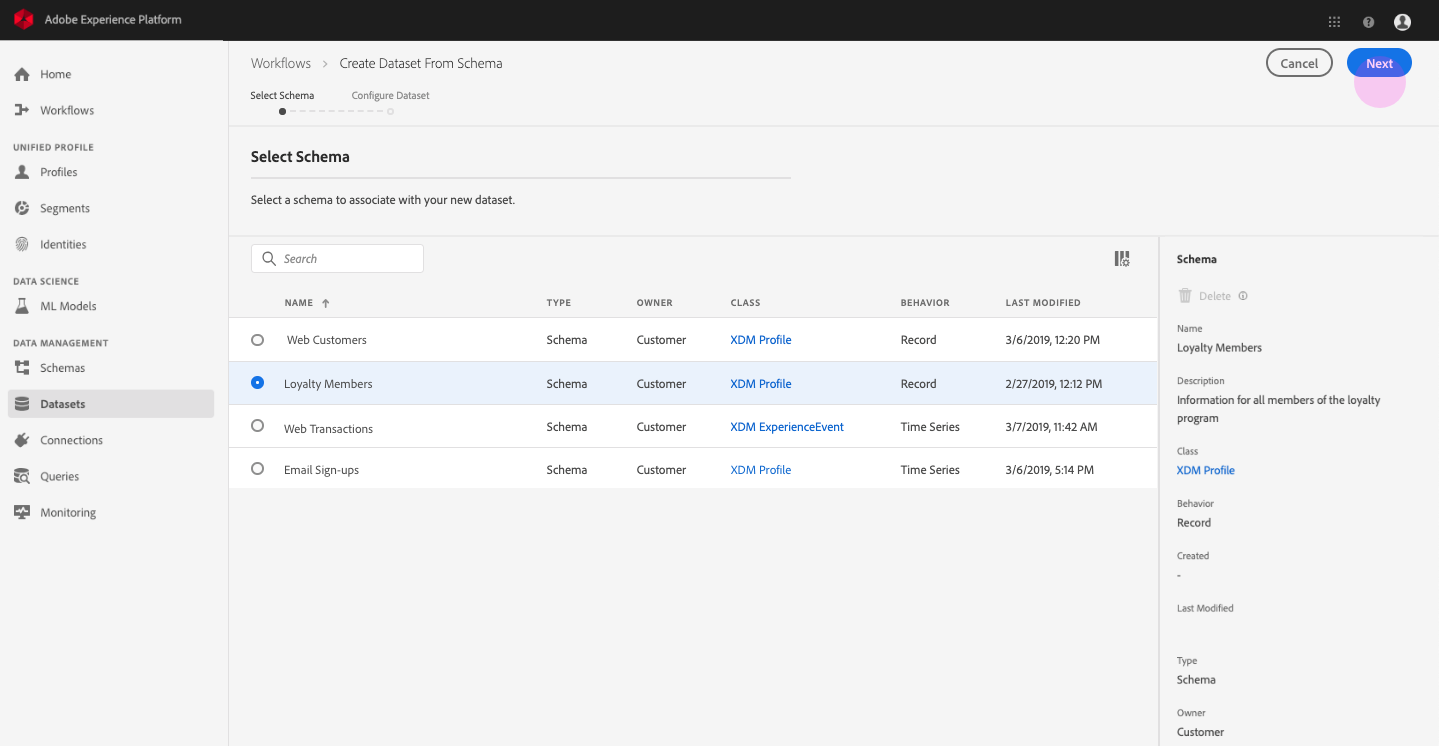 Adobe Experience Platform
Home
Workflows
UNIFIED PROFILE
Profiles
Segments
Identities
DATA SCIENCE
ML Models
DATA MANAGEMENT
Schemas
Datasets
Connections
Queries
Monitoring
Workflows > Create Dataset From Schema
Cancel Next
Select Schema Configure Dataset
Select Schema
Select a schema to associate with your new dataset.
Search
NAME TYPE OWNER CLASS BEHAVIOR LAST MODIFIED
Web Customers Schema Customer XDM Profile Record 3/6/2019, 12:20 PM
Loyalty Members Schema Customer XDM Profile Record 2/27/2019, 12:12 PM
Web Transactions Schema Customer XDM ExperienceEvent Time Series 3/7/2019, 11:42 AM
Email Sign-ups Schema Customer XDM Profile Time Series 3/6/2019, 5:14 PM
Schema
Delete
Name
Loyalty Members
Description
Information for all members of the loyalty
program
Class
XDM Profile
Behavior
Record
Created
-
Last Modified
Type
Schema
Owner
Customer